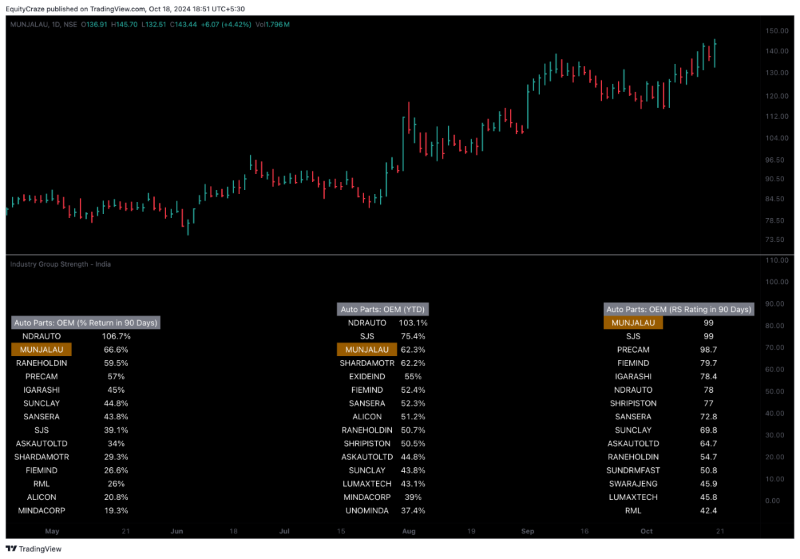 EquityCraze published on TradingView.com, Oct 18, 2024 18:51 UTC+5:30
MUNJALAU, 1D, NSE O136.91 H145.70 L132.51 C143.44 +6.07 (+4.42%) Vol1.796M
150.00
140.00
130.00
120.00
112.00
104.00
96.50
90.50
84.50
78.50
73.50
Industry Group Strength - India
110.00
100.00
90.00
80.00
70.00
60.00
50.00
40.00
30.00
20.00
10.00
0.00
Auto Parts: OEM (% Return in 90 Days)
NDRAUTO 106.7%
MUNJALAU 66.6%
RANEHOLDIN 59.5%
PRECAM 57%
IGARASHI 45%
SUNCLAY 44.8%
SANSERA 43.8%
SJS 39.1%
ASKAUTOLTD 34%
SHARDAMOTR 29.3%
FIEMIND 26.6%
RML 26%
ALICON 20.8%
MINDACORP 19.3%
Auto Parts: OEM (YTD)
NDRAUTO 103.1%
SJS 75.4%
MUNJALAU 62.3%
SHARDAMOTR 62.2%
EXIDEIND 55%
FIEMIND 52.4%
SANSERA 52.3%
ALICON 51.2%
RANEHOLDIN 50.7%
SHRIPISTON 50.5%
ASKAUTOLTD 44.8%
SUNCLAY 43.8%
LUMAXTECH 43.1%
MINDACORP 39%
UNOMINDA 37.4%
Auto Parts: OEM (RS Rating in 90 Days)
MUNJALAU 99
SJS 99
PRECAM 98.7
FIEMIND 79.7
IGARASHI 78.4
NDRAUTO 78
SHRIPISTON 77
SANSERA 72.8
SUNCLAY 69.8
ASKAUTOLTD 64.7
RANEHOLDIN 54.7
SUNDRMFAST 50.8
SWARAJENG 45.9
LUMAXTECH 45.8
RML 42.4
May 21 Jun 18 Jul 15 Aug 19 Sep 16 Oct 21
TradingView